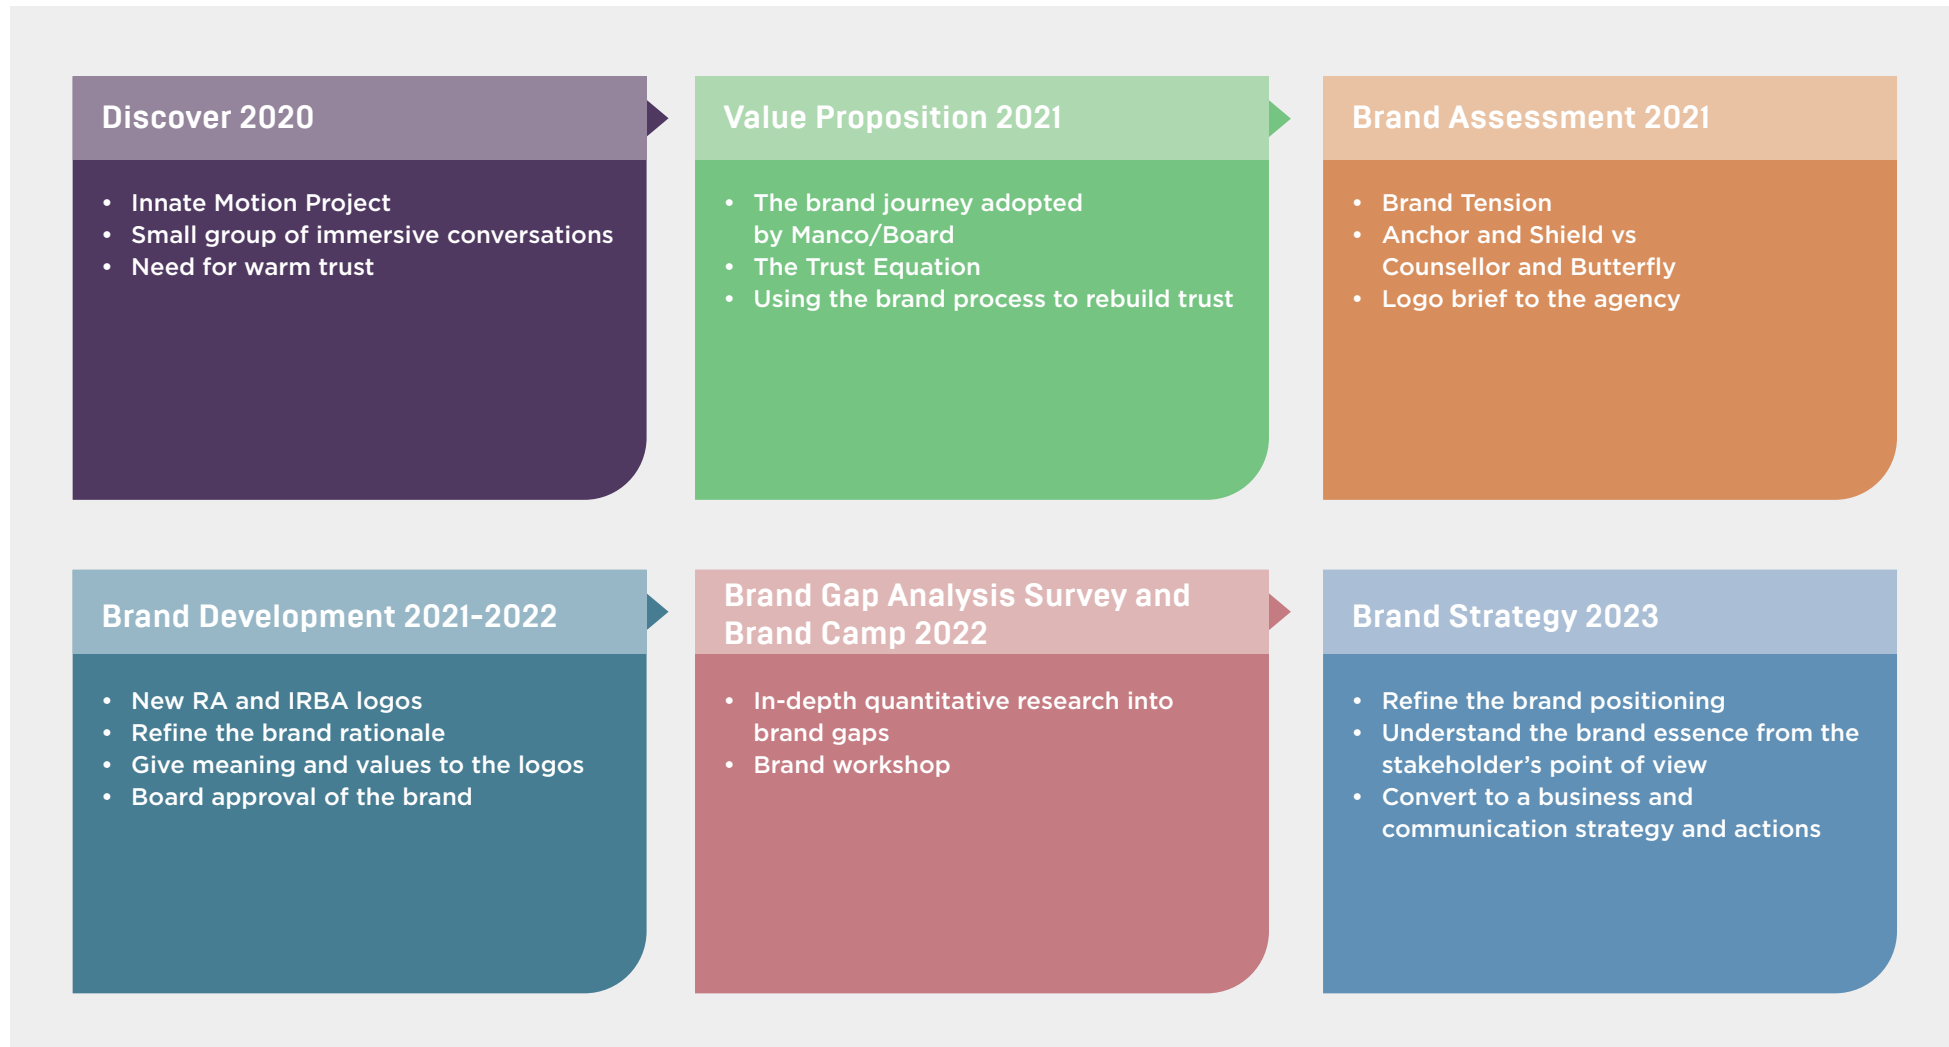 Discover 2020
• Innate Motion Project
• Small group of immersive conversations
• Need for warm trust
Value Proposition 2021
• The brand journey adopted
by Manco/Board
• The Trust Equation
• Using the brand process to rebuild trust
Brand Assessment 2021
• Brand Tension
• Anchor and Shield vs
Counsellor and Butterfly
• Logo brief to the agency
Brand Development 2021-2022
• New RA and IRBA logos
• Refine the brand rationale
• Give meaning and values to the logos
• Board approval of the brand
Brand Gap Analysis Survey and
Brand Camp 2022
• In-depth quantitative research into
brand gaps
• Brand workshop
Brand Strategy 2023
• Refine the brand positioning
• Understand the brand essence from the
stakeholder’s point of view
• Convert to a business and
communication strategy and actions